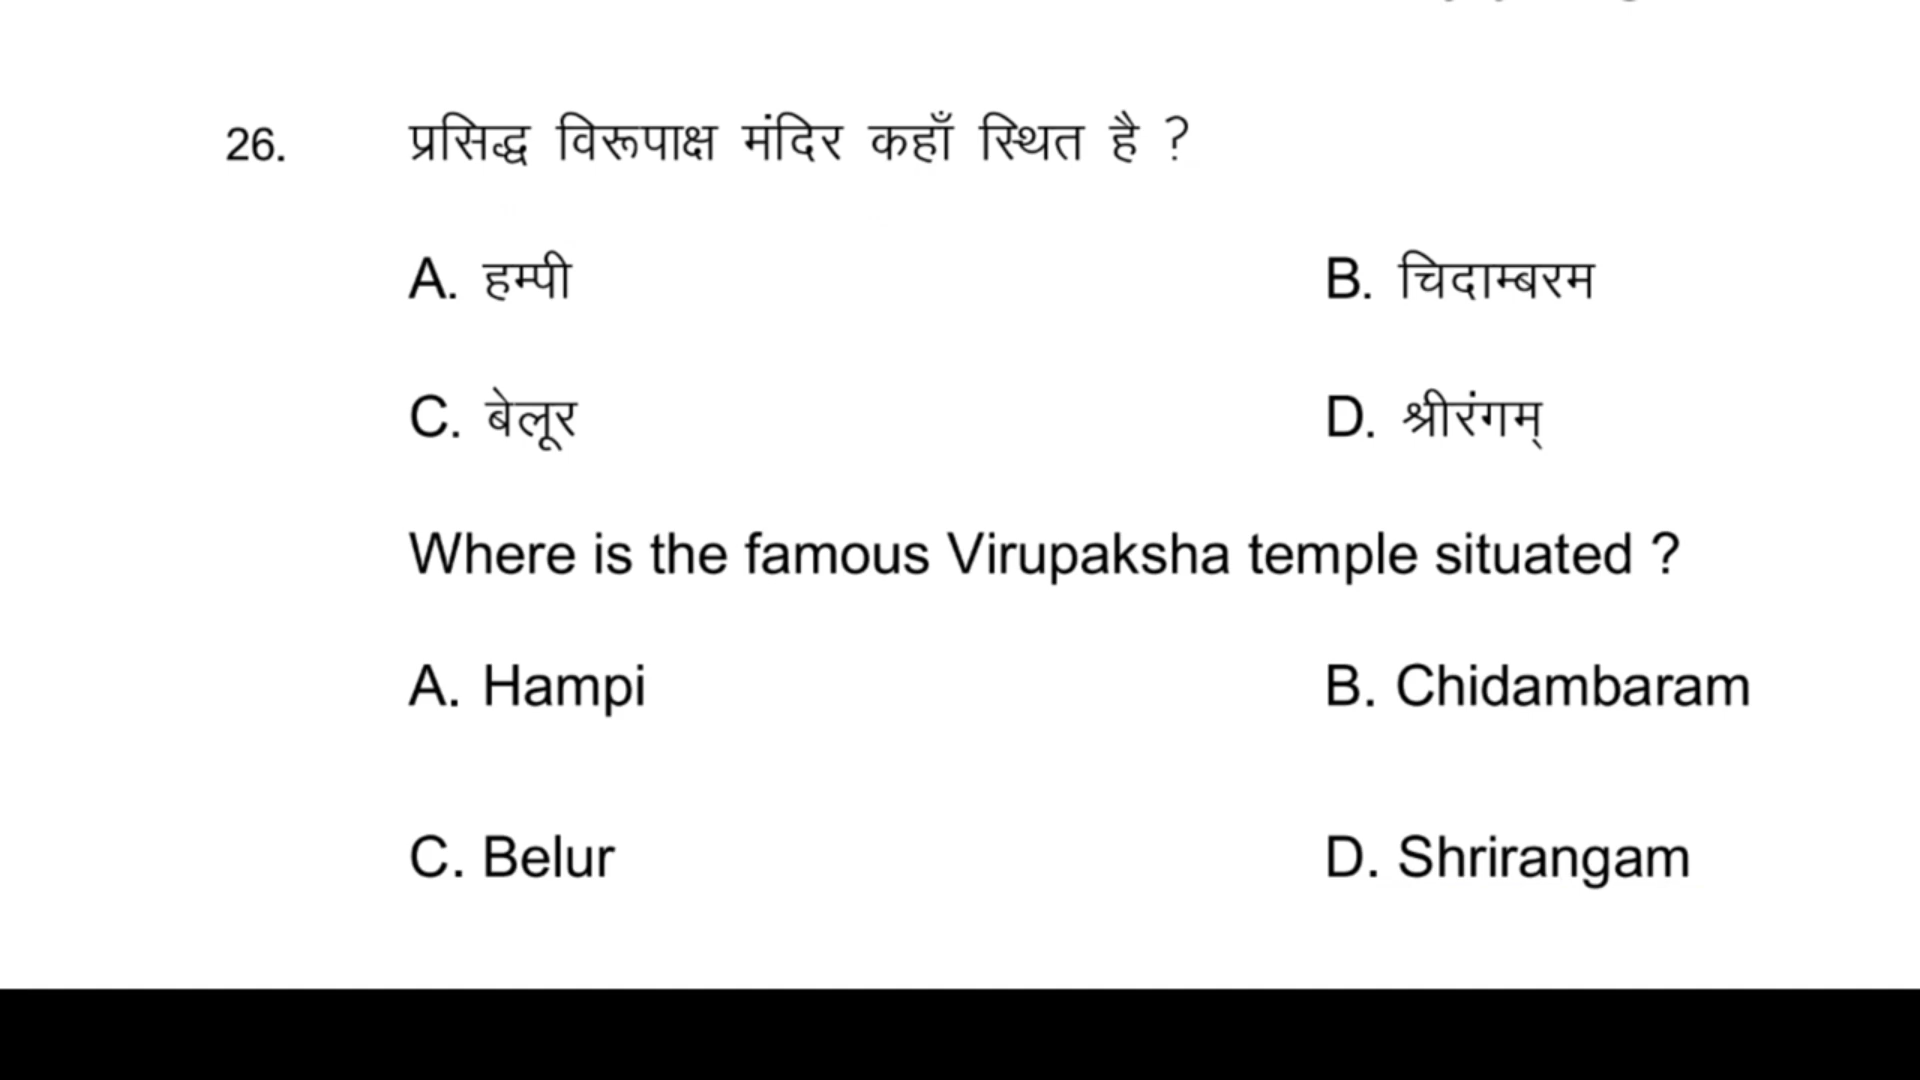 26. प्रसिद्ध विरूपाक्ष मंदिर कहाँ स्थित है ?
A. हम्पी B. चिदाम्बरम
C. बेलूर D. श्रीरंगम्
Where is the famous Virupaksha temple situated ?
A. Hampi B. Chidambaram
C. Belur D. Shrirangam